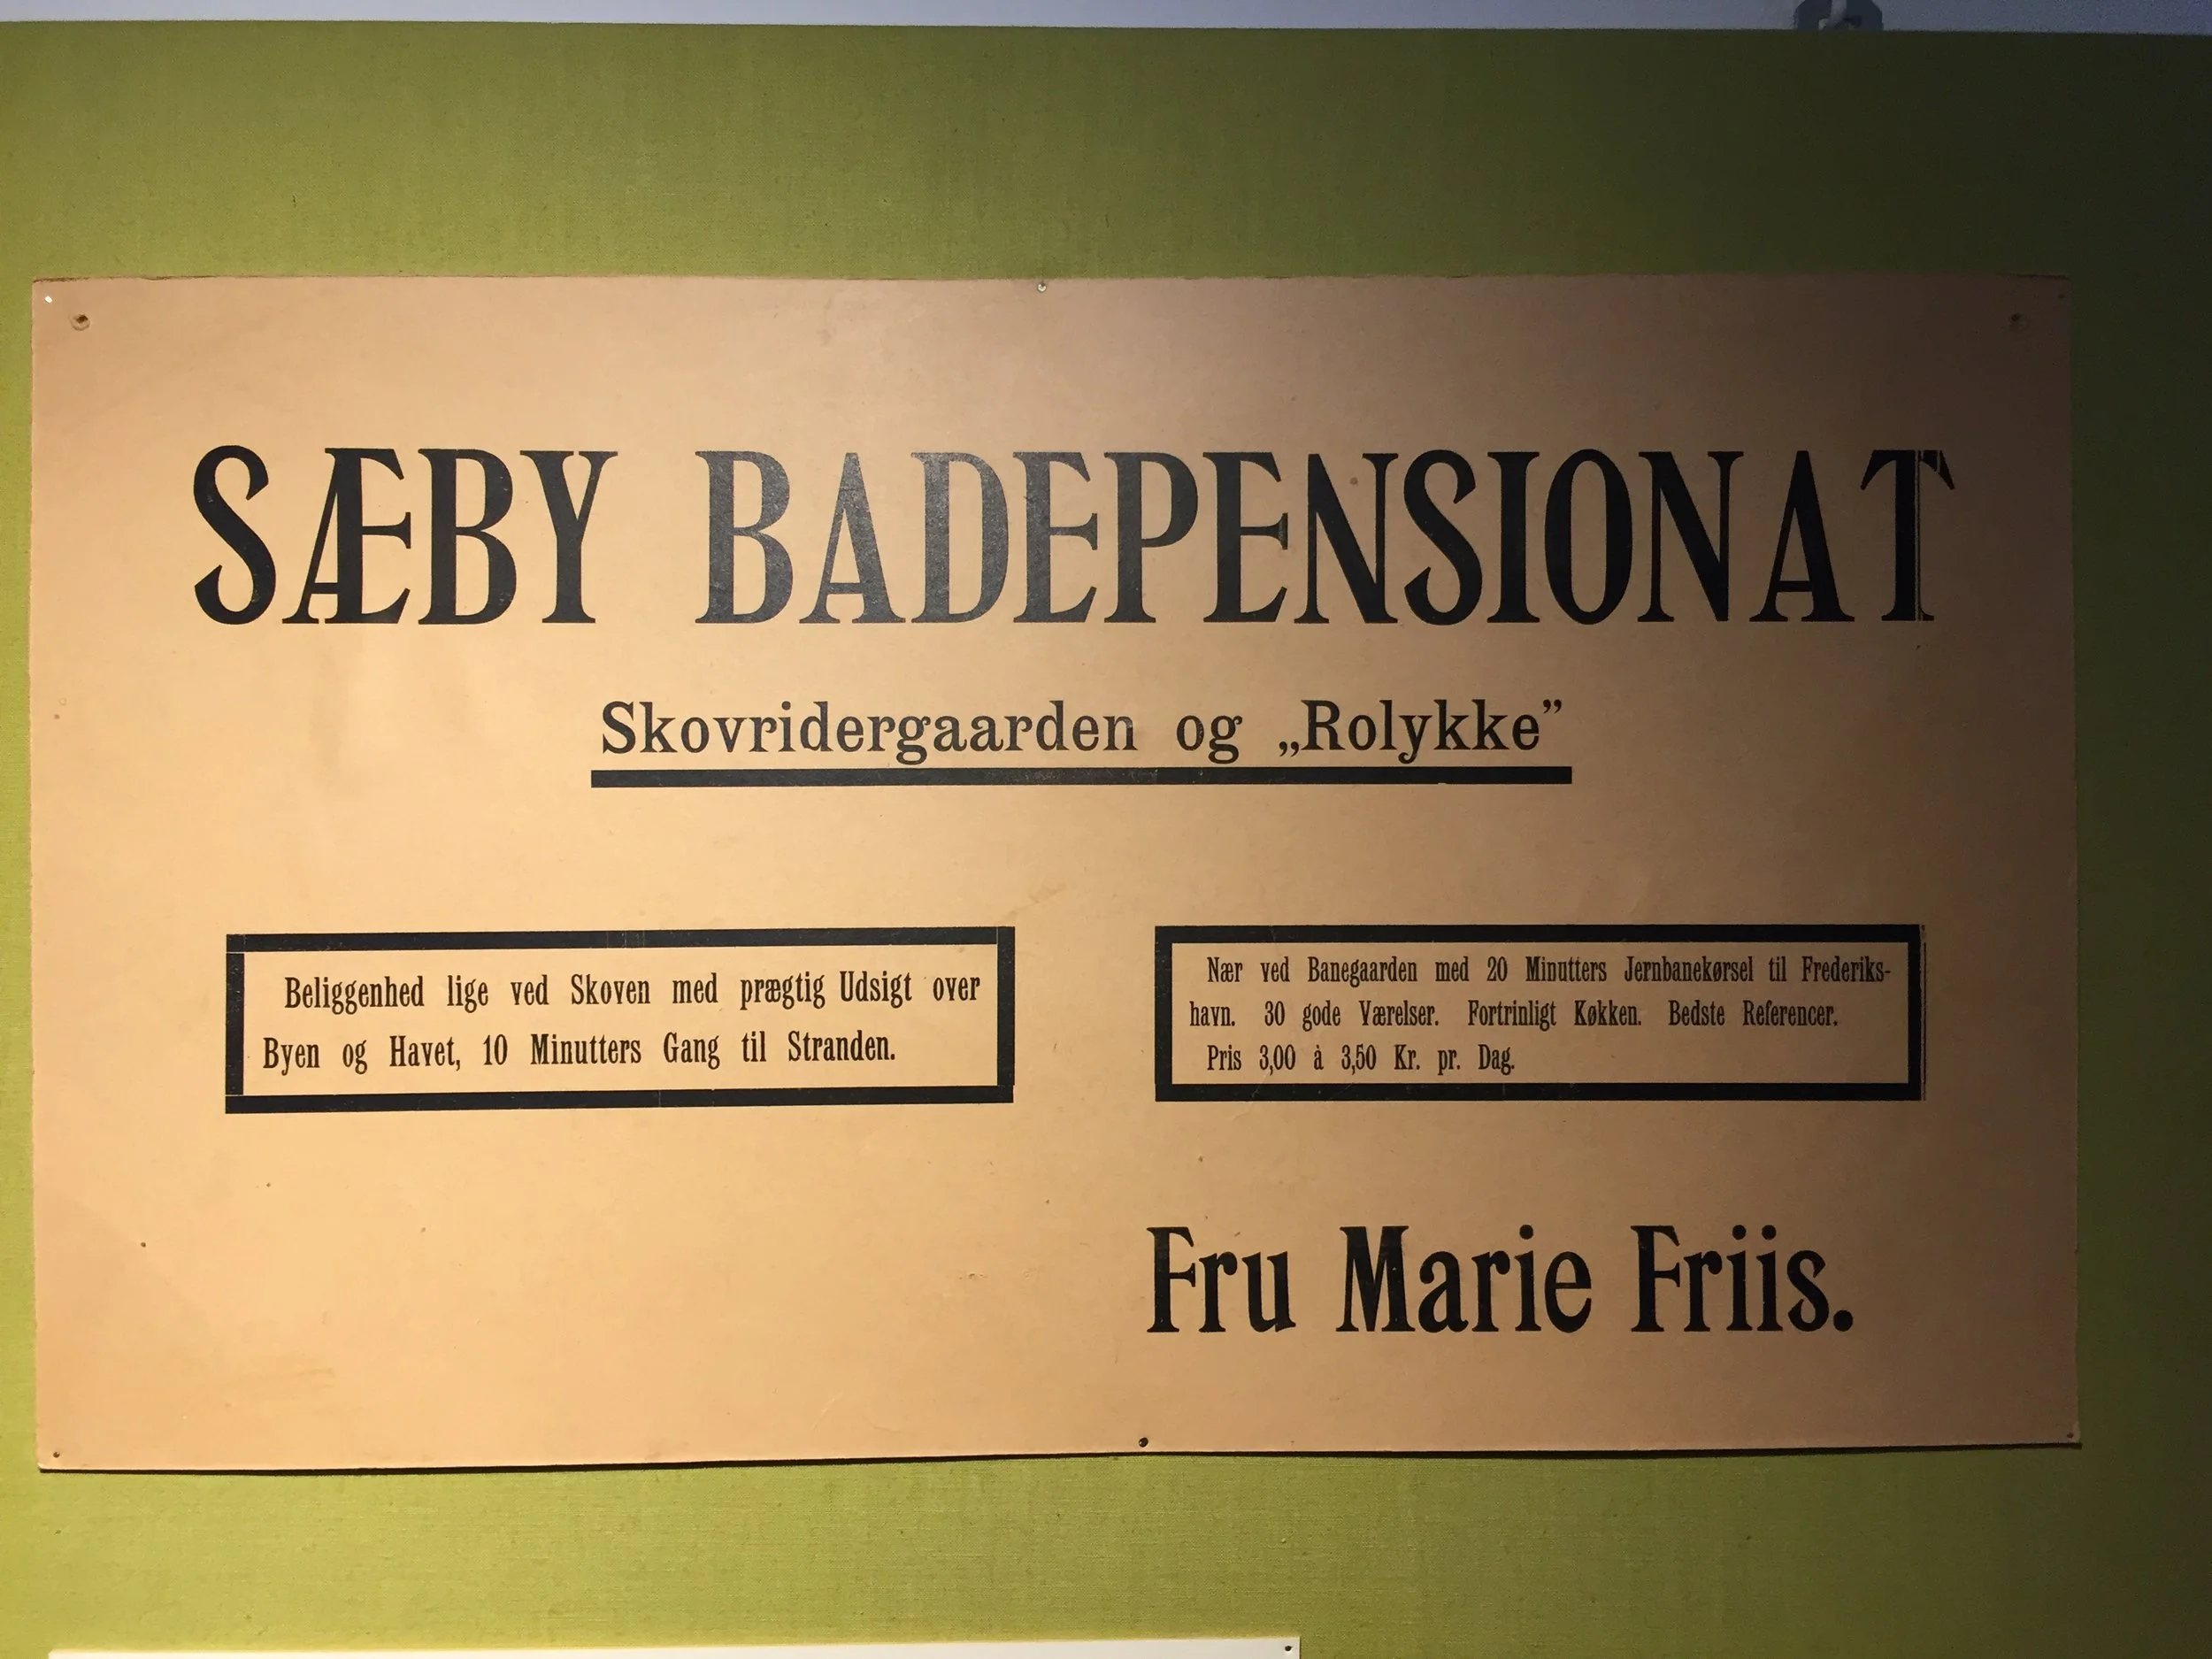 SÆBY BADEPENSIONAT
Skovridergaarden og „Rolykke”
Beliggenhed lige ved Skoven med prægtig Udsigt over
Byen og Havet, 10 Minutters Gang til Stranden.
Nær ved Banegaarden med 20 Minutters Jernbanekørsel til Frederiks-
havn. 30 gode Værelser. Fortrinligt Køkken. Bedste Referencer.
Pris 3,00 à 3,50 Kr. pr. Dag.
Fru Marie Friis.